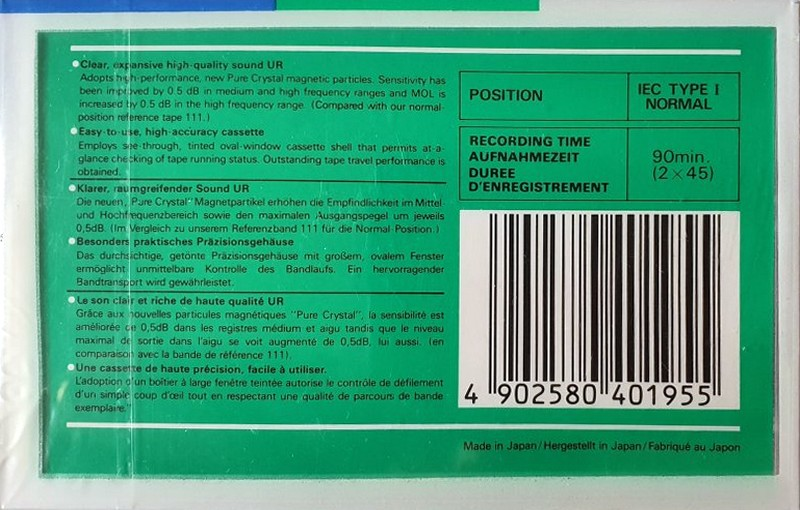 ●Clear, expansive high-quality sound UR
Adopts high-performance, new Pure Crystal magnetic particles. Sensitivity has
been improved by 0.5 dB in medium and high frequency ranges and MOL is
increased by 0.5 dB in the high frequency range. (Compared with our normal-
position reference tape 111.)
●Easy-to-use, high-accuracy cassette
Employs see-through, tinted oval-window cassette shell that permits at-a-
glance checking of tape running status. Outstanding tape travel performance is
obtained.
●Klarer, raumgreifender Sound UR
Die neuen „Pure Crystal" Magnetpartikel erhöhen die Empfindlichkeit im Mittel-
und Hochfrequenzbereich sowie den maximalen Ausgangspegel um jeweils
0,5dB. (Im Vergleich zu unserem Referenzband 111 für die Normal-Position.)
●Besonders praktisches Präzisionsgehäuse
Das durchsichtige, getönte Präzisionsgehäuse mit großem, ovalem Fenster
ermöglicht unmittelbare Kontrolle des Bandlaufs. Ein hervorragender
Bandtransport wird gewährleistet.
●Le son clair et riche de haute qualité UR
Grâce aux nouvelles particules magnétiques "Pure Crystal", la sensibilité est
améliorée de 0,5dB dans les registres médium et aigu tandis que le niveau
maximal de sortie dans l'aigu se voit augmenté de 0,5dB, lui aussi. (en
comparaison avec la bande de référence 111).
●Une cassette de haute précision, facile à utiliser.
L'adoption d'un boîtier à large fenêtre teintée autorise le contrôle de défilement
d'un simple coup d'œil tout en respectant une qualité de parcours de bande
exemplaire."
POSITION
IEC TYPE I
NORMAL
RECORDING TIME
AUFNAHMEZEIT
DUREE
D'ENREGISTREMENT
90min.
(2×45)
4 902580 401955
Made in Japan/Hergestellt in Japan/Fabriqué au Japon